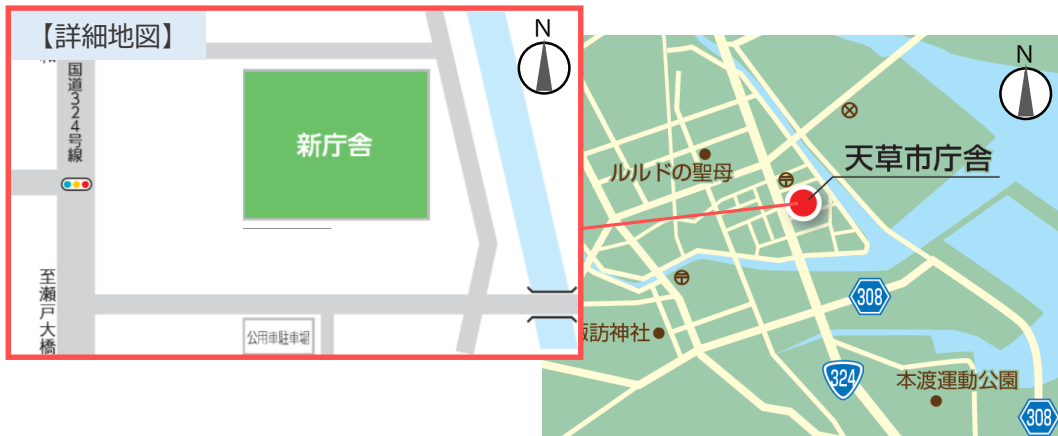 【詳細地図】
国道324号線
新庁舎
至瀬戸大橋
公用車駐車場
N
N
天草市庁舎
ルルドの聖母
308
訪神社
324
本渡運動公園
308